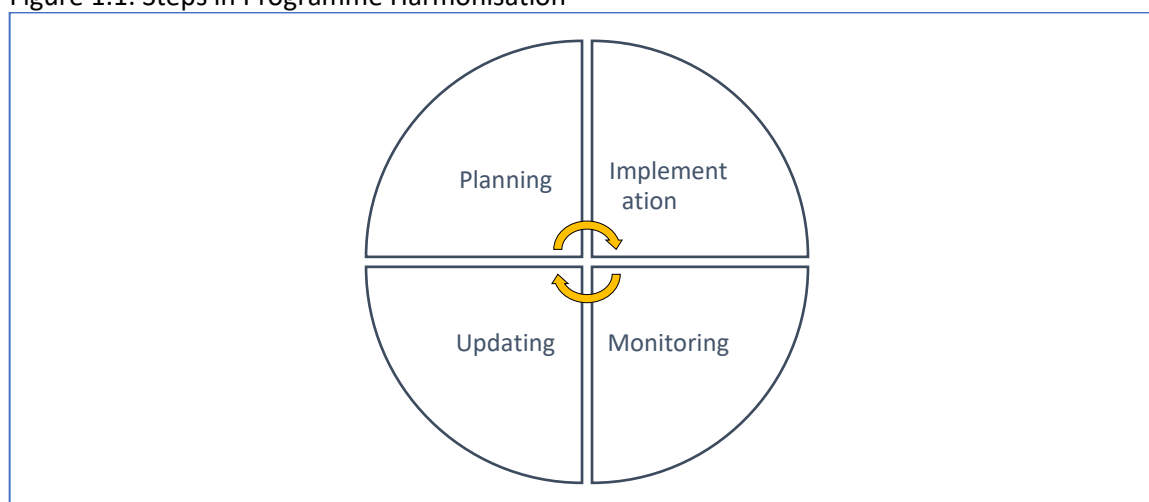 Figure 1.1: Steps in Programme Harmonisation
Planning
Implement
ation
Updating
Monitoring